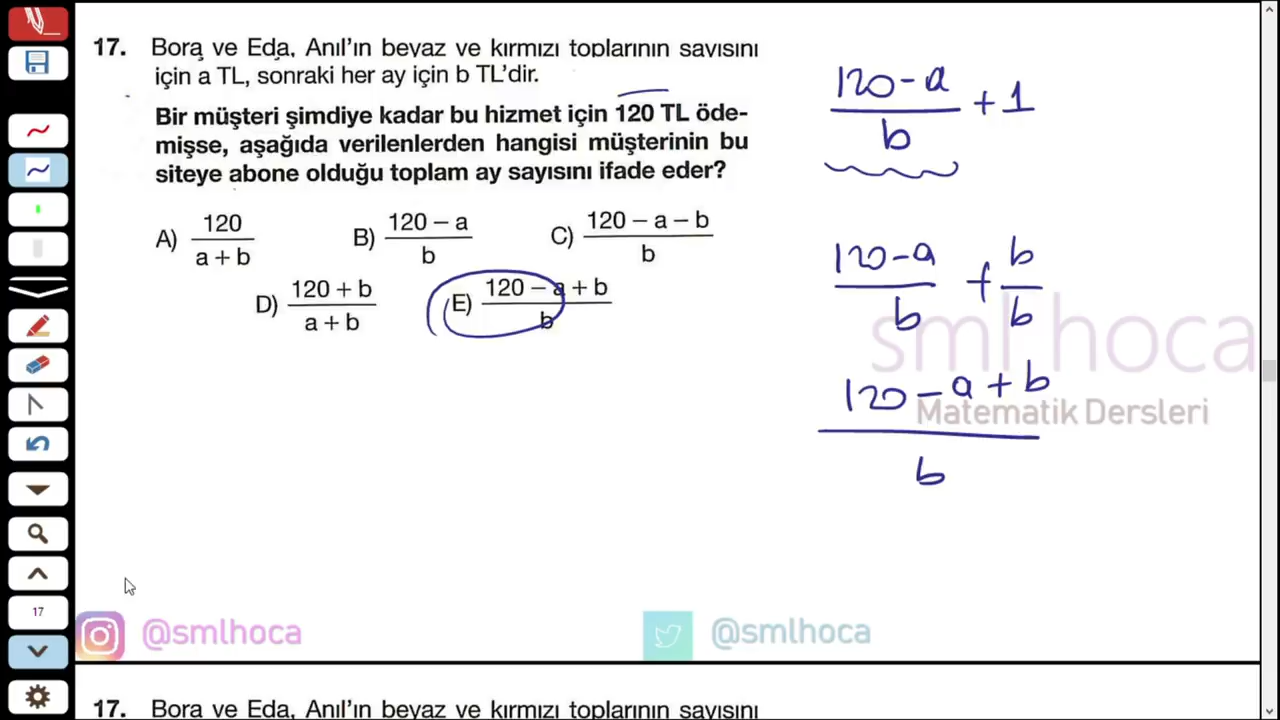 17. Bora ve Eda, Anıl'ın beyaz ve kırmızı toplarının sayısını
için a TL, sonraki her ay için b TL'dir.
Bir müşteri şimdiye kadar bu hizmet için 120 TL öde-
mişse, aşağıda verilenlerden hangisi müşterinin bu
siteye abone olduğu toplam ay sayısını ifade eder?
A) 120 / a + b B) 120 − a / b C) 120 − a − b / b
D) 120 + b / a + b E) 120 − a + b / b
120 − a / b + 1
120 − a / b + b / b
120 − a + b / b
smlhoca
Matematik Dersleri
17
@smlhoca @smlhoca
17. Bora ve Eda, Anıl'ın beyaz ve kırmızı toplarının sayısını